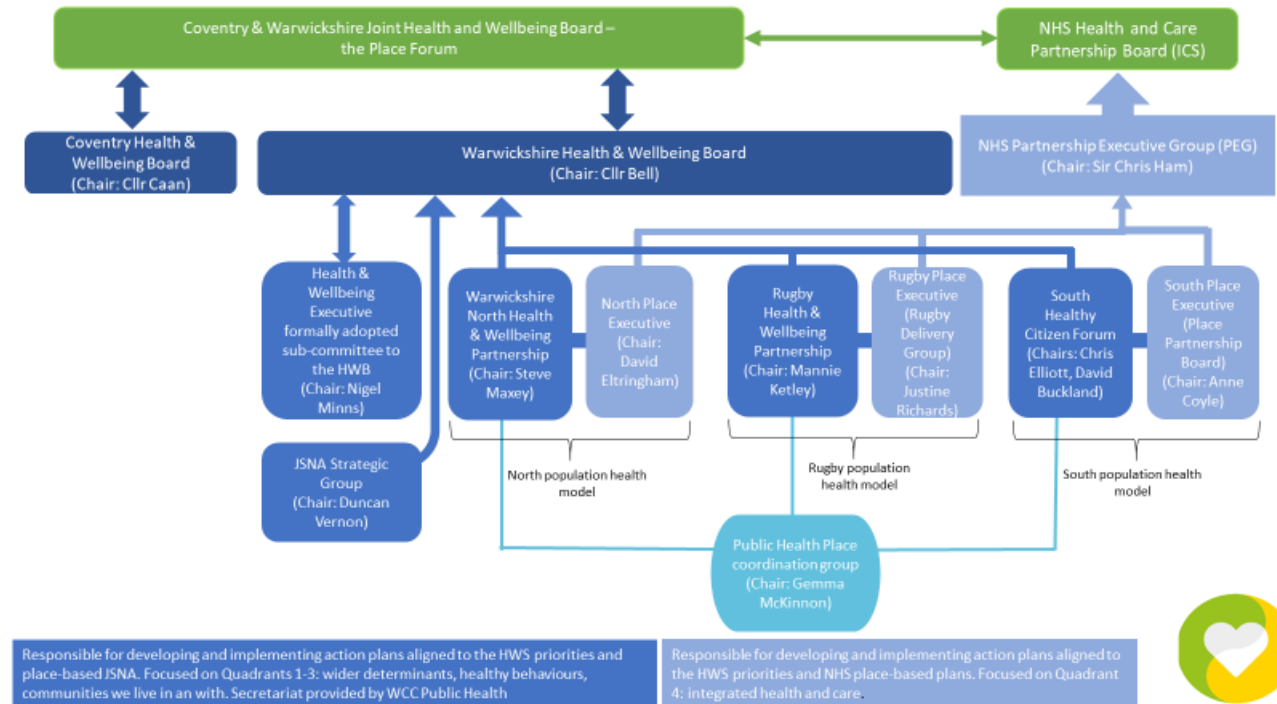 Coventry & Warwickshire Joint Health and Wellbeing Board –
the Place Forum
NHS Health and Care
Partnership Board (ICS)
Coventry Health &
Wellbeing Board
(Chair: Cllr Caan)
Warwickshire Health & Wellbeing Board
(Chair: Cllr Bell)
NHS Partnership Executive Group (PEG)
(Chair: Sir Chris Ham)
Health &
Wellbeing
Executive
formally adopted
sub-committee to
the HWB
(Chair: Nigel
Minns)
Warwickshire
North Health
& Wellbeing
Partnership
(Chair: Steve
Maxey)
North Place
Executive
(Chair:
David
Eltringham)
Rugby
Health &
Wellbeing
Partnership
(Chair: Mannie
Ketley)
Rugby Place
Executive
(Rugby
Delivery
Group)
(Chair:
Justine
Richards)
South
Healthy
Citizen Forum
(Chairs: Chris
Elliott, David
Buckland)
South Place
Executive
(Place
Partnership
Board)
(Chair: Anne
Coyle)
JSNA Strategic
Group
(Chair: Duncan
Vernon)
North population health
model
Rugby population
health model
South population health
model
Public Health Place
coordination group
(Chair: Gemma
McKinnon)
Responsible for developing and implementing action plans aligned to the HWS priorities and
place-based JSNA. Focused on Quadrants 1-3: wider determinants, healthy behaviours,
communities we live in an with. Secretariat provided by WCC Public Health
Responsible for developing and implementing action plans aligned to
the HWS priorities and NHS place-based plans. Focused on Quadrant
4: integrated health and care.